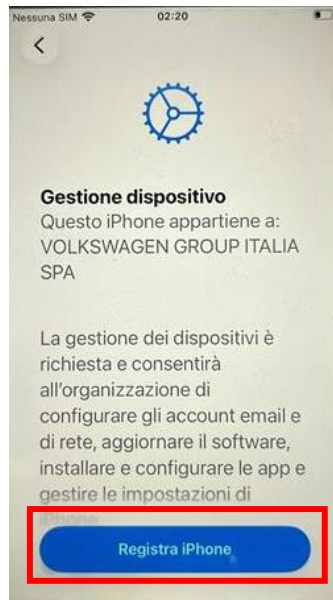 Nessuna SIM 02:20
Gestione dispositivo
Questo iPhone appartiene a:
VOLKSWAGEN GROUP ITALIA
SPA
La gestione dei dispositivi è
richiesta e consentirà
all'organizzazione di
configurare gli account email e
di rete, aggiornare il software,
installare e configurare le app e
gestire le impostazioni di
iPhone
Registra iPhone